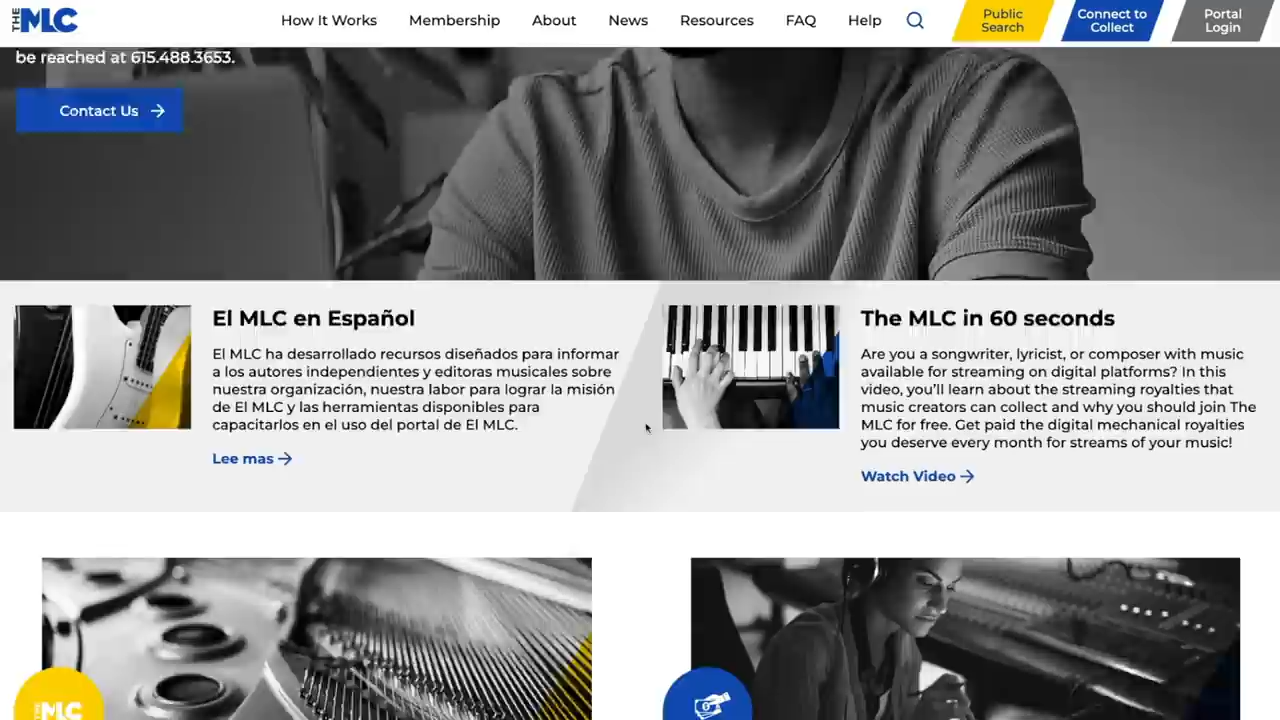 THE MLC
How It Works
Membership
About
News
Resources
FAQ
Help
Public
Search
Connect to
Collect
Portal
Login
be reached at 615.488.3653.
Contact Us
El MLC en Español
El MLC ha desarrollado recursos diseñados para informar
a los autores independientes y editoras musicales sobre
nuestra organización, nuestra labor para lograr la misión
de El MLC y las herramientas disponibles para
capacitarlos en el uso del portal de El MLC.
Lee mas
The MLC in 60 seconds
Are you a songwriter, lyricist, or composer with music
available for streaming on digital platforms? In this
video, you'll learn about the streaming royalties that
music creators can collect and why you should join The
MLC for free. Get paid the digital mechanical royalties
you deserve every month for streams of your music!
Watch Video
THE MLC